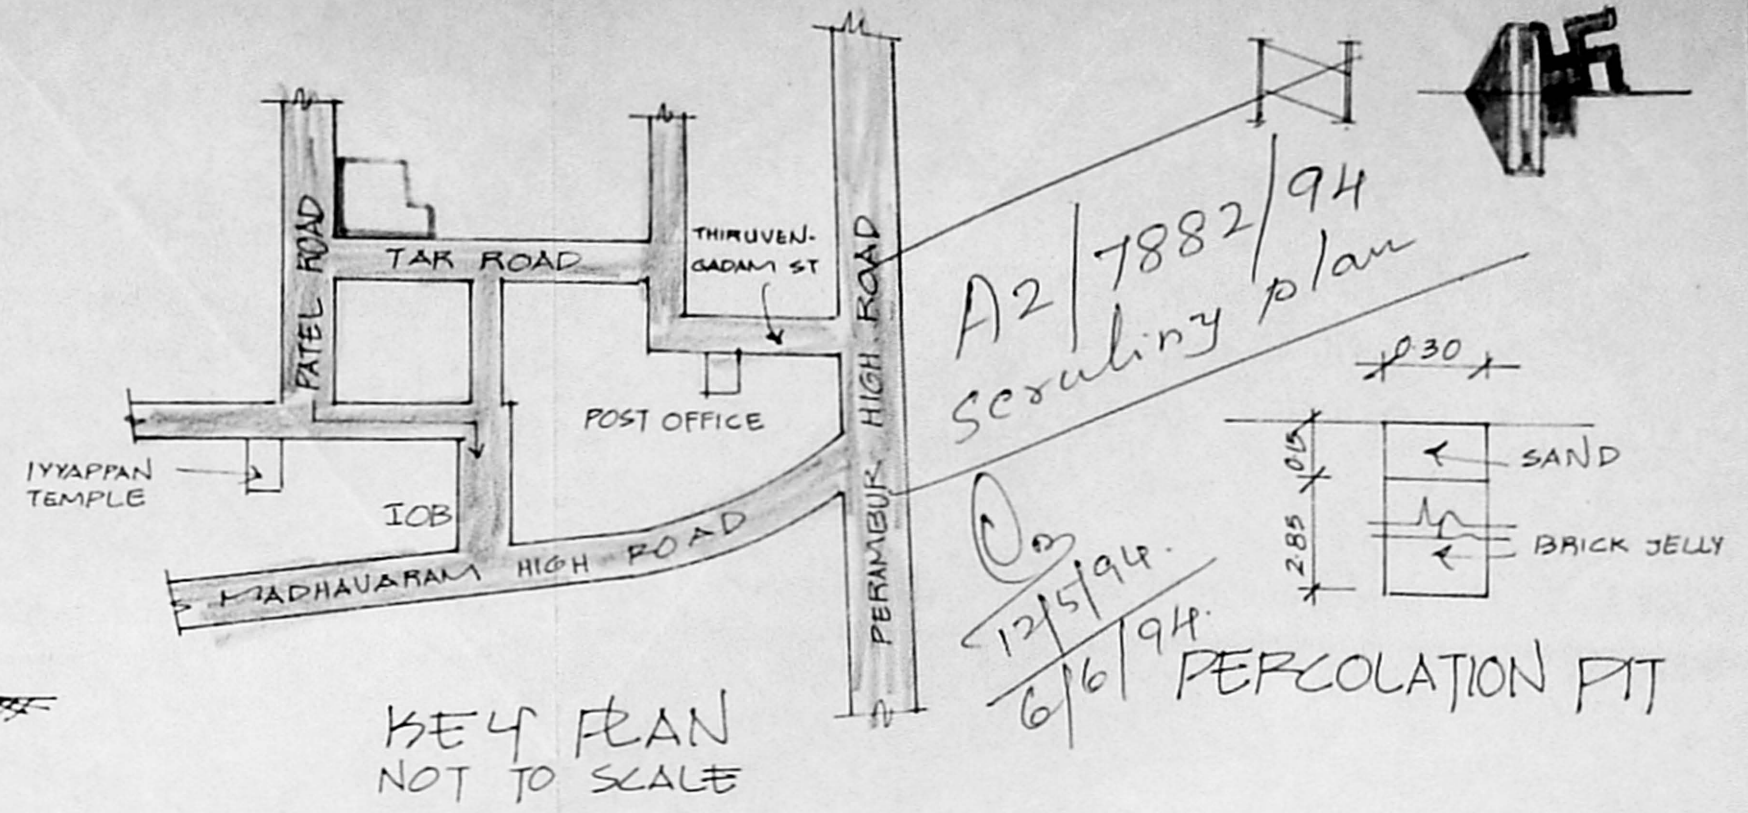 PATEL ROAD
TAR ROAD
THIRUVEN-
GADAM ST
PERAMBUR HIGH ROAD
POST OFFICE
IYYAPPAN
TEMPLE
IOB
MADHAVARAM HIGH ROAD
KEY PLAN
NOT TO SCALE
N
A2/7882/94
Scrutiny plan
12/5/94.
6/6/94.
0.30
0.15
SAND
2.85
BRICK JELLY
PERCOLATION PIT